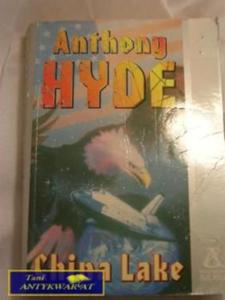 Anthony
HYDE
China Lake
Tani
ANTYKWARIAT